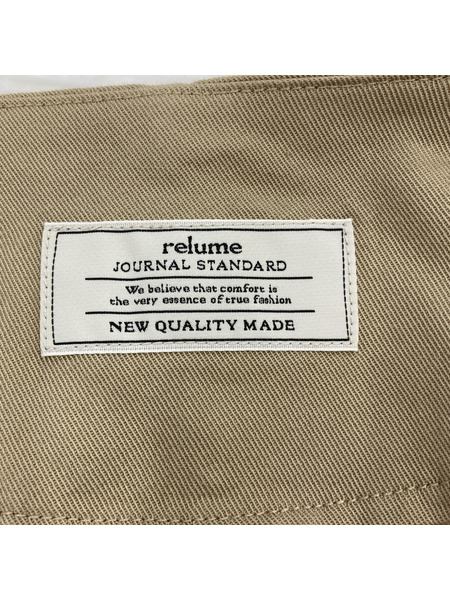 relume
JOURNAL STANDARD
We believe that comfort is
the very essence of true fashion
NEW QUALITY MADE